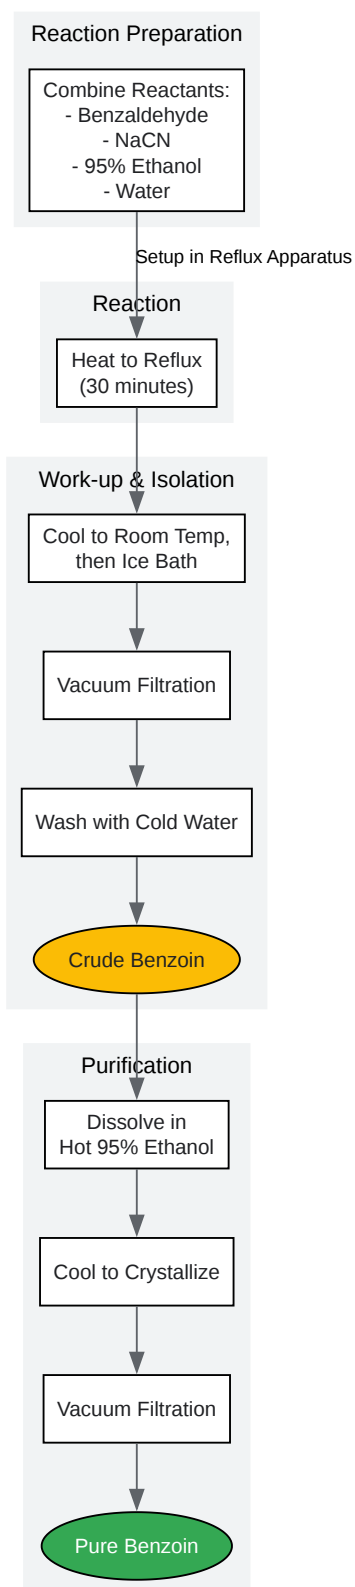 Reaction Preparation
Combine Reactants:
- Benzaldehyde
- NaCN
- 95% Ethanol
- Water
Setup in Reflux Apparatus
Reaction
Heat to Reflux
(30 minutes)
Work-up & Isolation
Cool to Room Temp,
then Ice Bath
Vacuum Filtration
Wash with Cold Water
Crude Benzoin
Purification
Dissolve in
Hot 95% Ethanol
Cool to Crystallize
Vacuum Filtration
Pure Benzoin